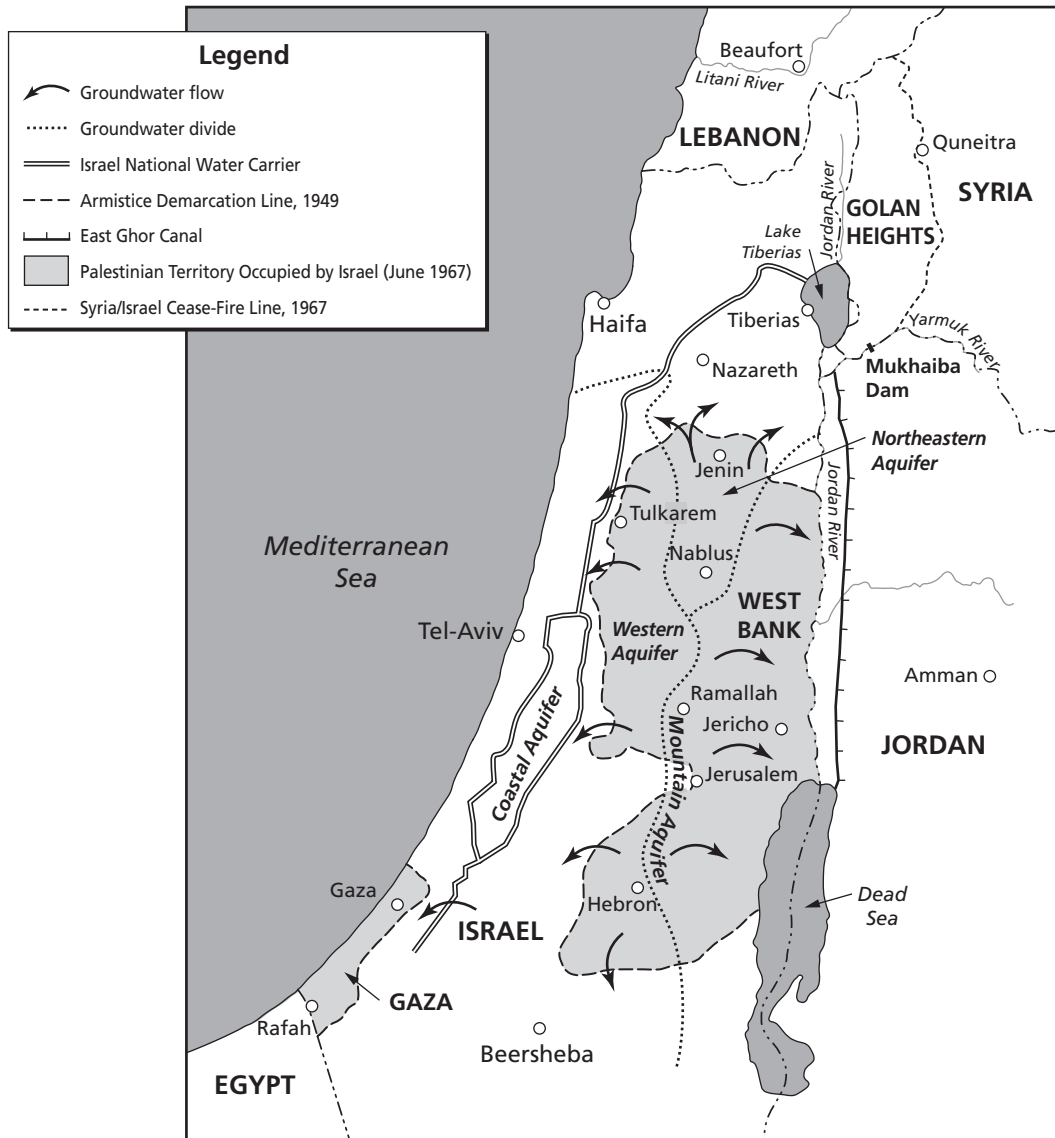 Legend
Groundwater flow
Groundwater divide
Israel National Water Carrier
Armistice Demarcation Line, 1949
East Ghor Canal
Palestinian Territory Occupied by Israel (June 1967)
Syria/Israel Cease-Fire Line, 1967
Beaufort
Litani River
LEBANON
Quneitra
SYRIA
Jordan River
GOLAN
HEIGHTS
Lake
Tiberias
Haifa
Tiberias
Yarmuk River
Nazareth
Mukhaiba
Dam
Northeastern
Aquifer
Jenin
Jordan River
Tulkarem
Mediterranean
Sea
Nablus
WEST
BANK
Tel-Aviv
Western
Aquifer
Amman
Ramallah
Jericho
JORDAN
Coastal Aquifer
Mountain Aquifer
Jerusalem
Gaza
Hebron
Dead
Sea
ISRAEL
GAZA
Rafah
Beersheba
EGYPT